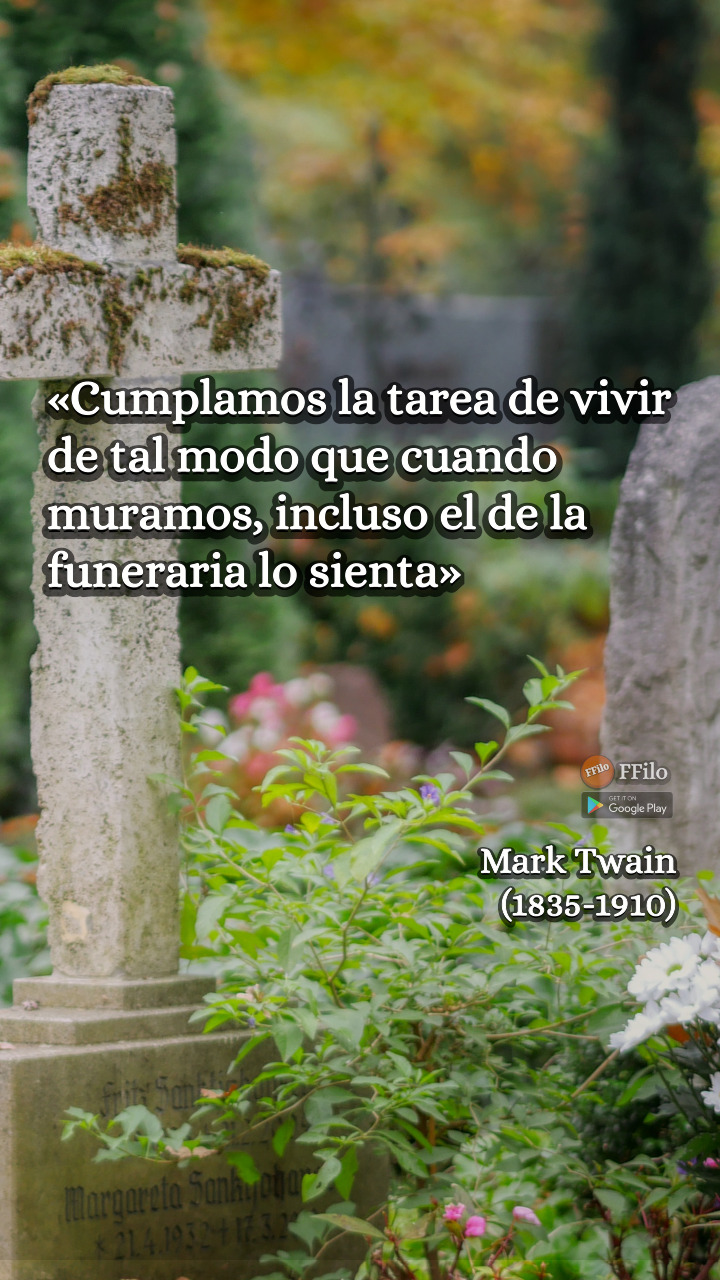 «Cumplamos la tarea de vivir
de tal modo que cuando
muramos, incluso el de la
funeraria lo sienta»
FFilo FFilo
GET IT ON
Google Play
Mark Twain
(1835-1910)
Fritz
Margareta
* 21.4.1932